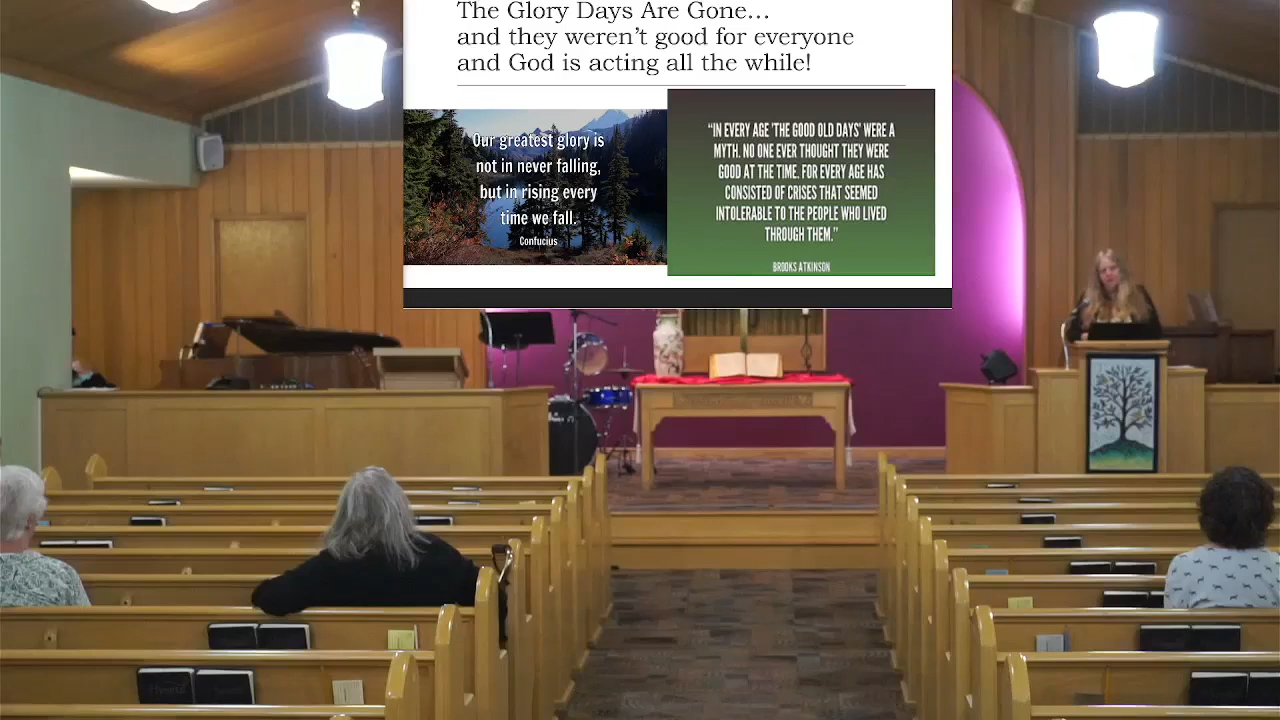 The Glory Days Are Gone...
and they weren't good for everyone
and God is acting all the while!
Our greatest glory is
not in never falling,
but in rising every
time we fall.
Confucius
"IN EVERY AGE 'THE GOOD OLD DAYS' WERE A
MYTH. NO ONE EVER THOUGHT THEY WERE
GOOD AT THE TIME. FOR EVERY AGE HAS
CONSISTED OF CRISES THAT SEEMED
INTOLERABLE TO THE PEOPLE WHO LIVED
THROUGH THEM."
BROOKS ATKINSON